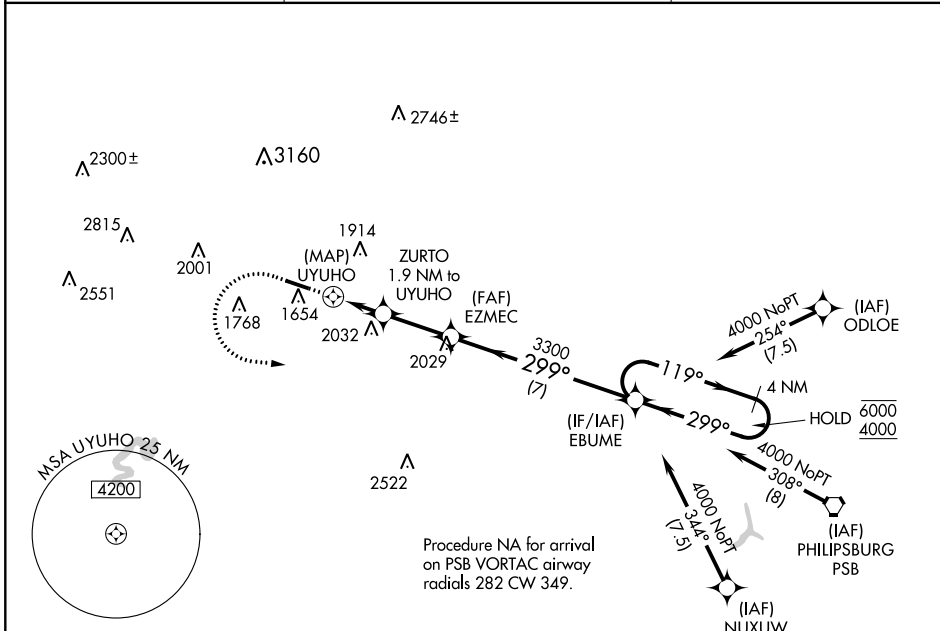 2746±
3160
2300±
2815
1914
2001
2551
(MAP)
UYUHO
ZURTO
1.9 NM to
UYUHO
(FAF)
EZMEC
1768
1654
2032
2029
3300
299°
(7)
4000 NoPT
254°
(7.5)
(IAF)
ODLOE
119°
4 NM
299°
HOLD
6000
4000
(IF/IAF)
EBUME
4000 NoPT
308°
(8)
(IAF)
PHILIPSBURG
PSB
4000 NoPT
344°
(7.5)
(IAF)
NUXUW
2522
MSA UYUHO 25 NM
4200
Procedure NA for arrival
on PSB VORTAC airway
radials 282 CW 349.